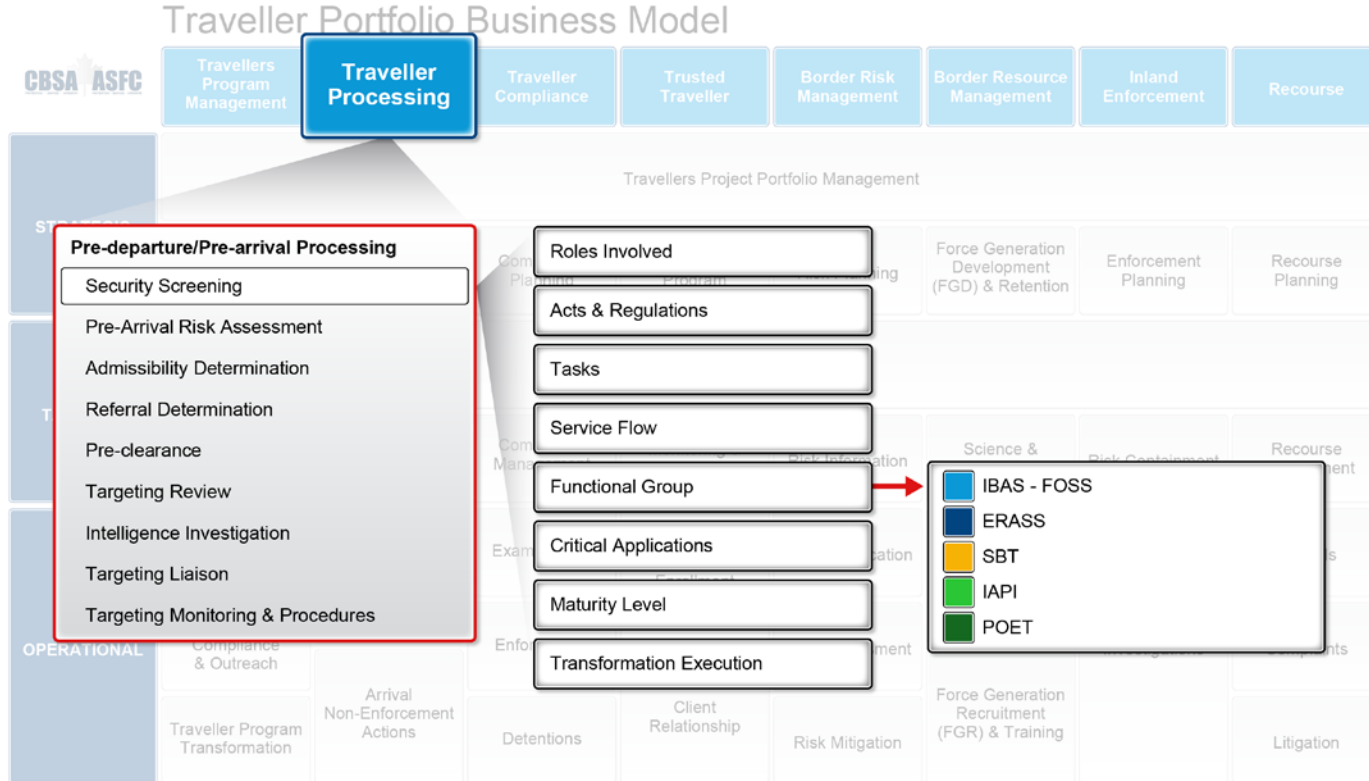 Traveller Portfolio Business Model
CBSA ASFC
Travellers
Program
Management
Traveller
Processing
Traveller
Compliance
Trusted
Traveller
Border Risk
Management
Border Resource
Management
Inland
Enforcement
Recourse
Travellers Project Portfolio Management
Pre-departure/Pre-arrival Processing
Security Screening
Pre-Arrival Risk Assessment
Admissibility Determination
Referral Determination
Pre-clearance
Targeting Review
Intelligence Investigation
Targeting Liaison
Targeting Monitoring & Procedures
Roles Involved
Acts & Regulations
Tasks
Service Flow
Functional Group
Critical Applications
Maturity Level
Transformation Execution
Program
Force Generation
Development
(FGD) & Retention
Enforcement
Planning
Recourse
Planning
Science &
Risk Containment
Recourse
IBAS - FOSS
ERASS
SBT
IAPI
POET
OPERATIONAL
Compliance
& Outreach
Traveller Program
Transformation
Arrival
Non-Enforcement
Actions
Detentions
Client
Relationship
Risk Mitigation
Force Generation
Recruitment
(FGR) & Training
Litigation